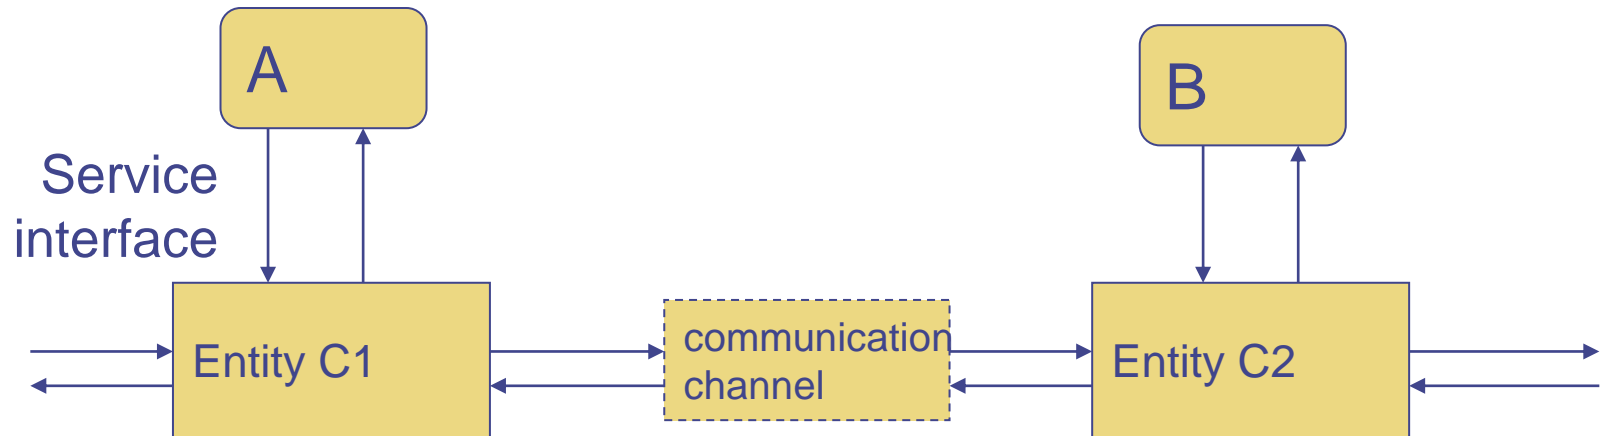 A
B
Service
interface
Entity C1
communication
channel
Entity C2